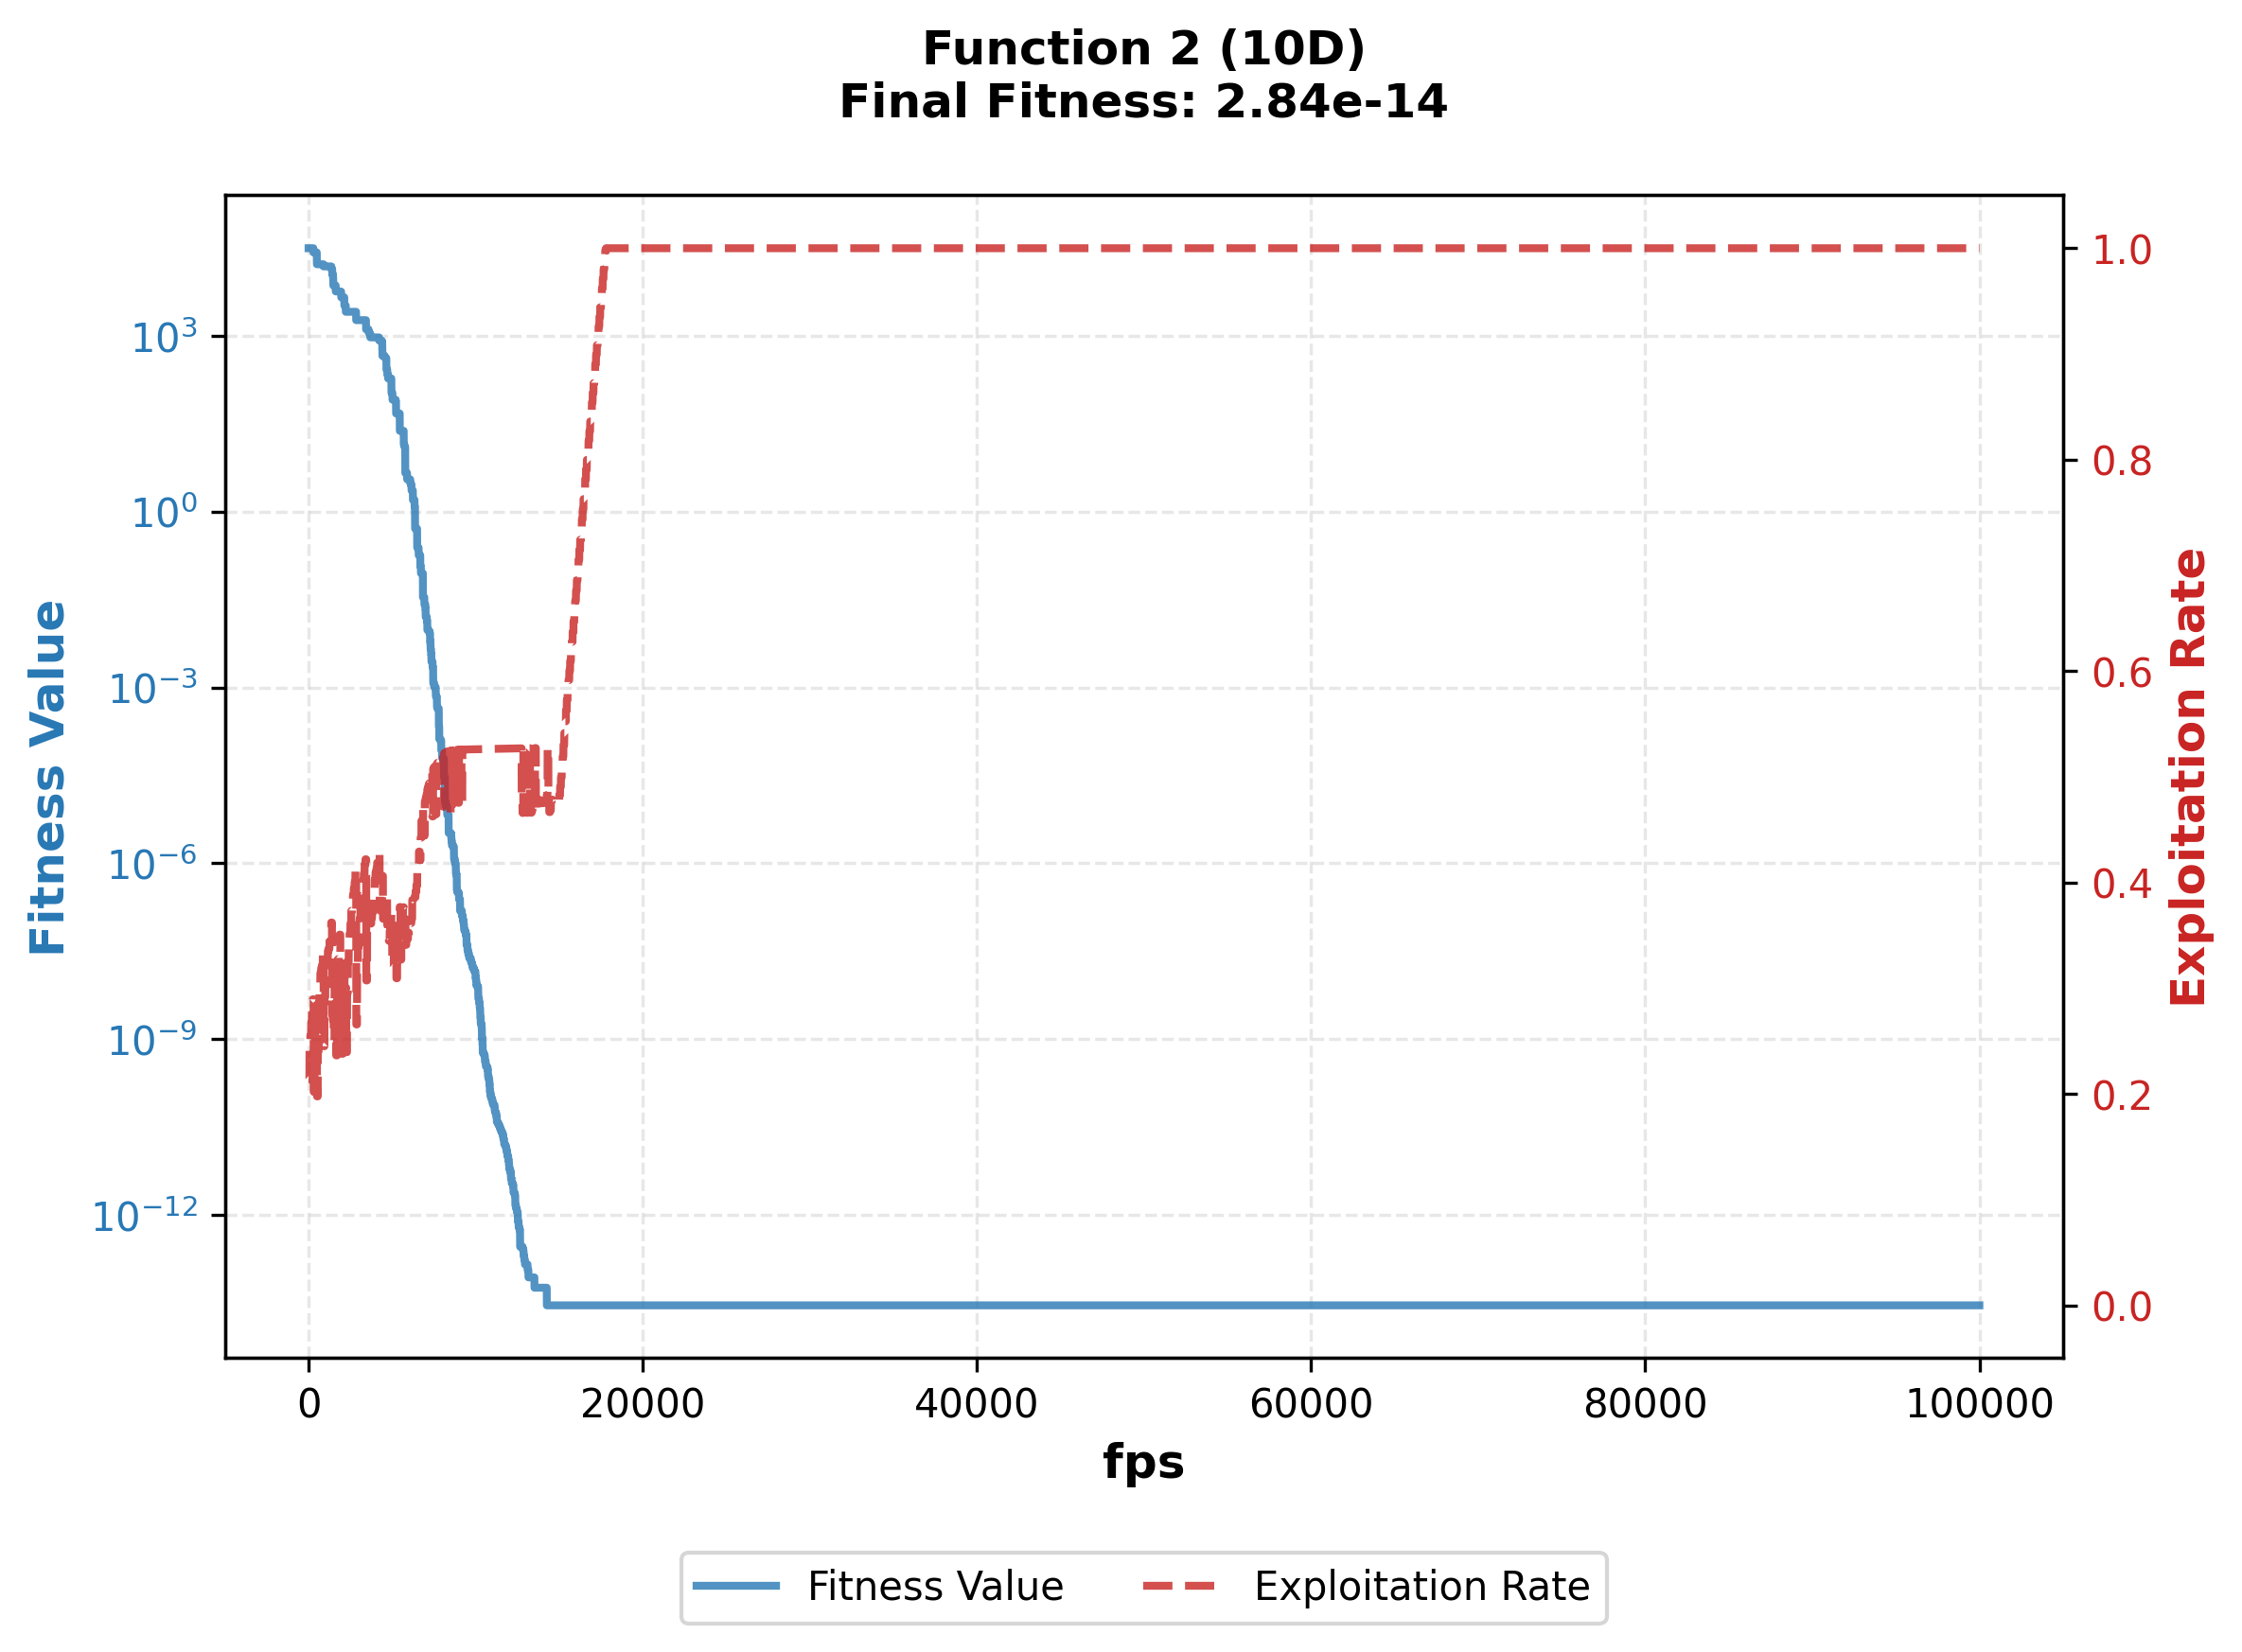 Function 2 (10D)
Final Fitness: 2.84e-14
Fitness Value
10³
10⁰
10⁻³
10⁻⁶
10⁻⁹
10⁻¹²
1.0
0.8
0.6
0.4
0.2
0.0
Exploitation Rate
0 20000 40000 60000 80000 100000
fps
Fitness Value Exploitation Rate